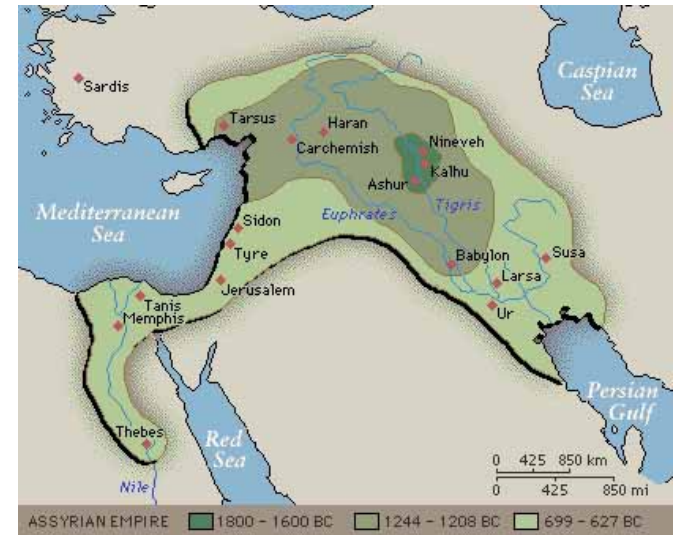 Caspian
Sea
Sardis
Tarsus
Haran
Carchemish
Nineveh
Kalhu
Ashur
Mediterranean
Sea
Euphrates
Tigris
Sidon
Tyre
Babylon
Susa
Larsa
Jerusalem
Tanis
Memphis
Ur
Persian
Gulf
Thebes
Red
Sea
Nile
0 425 850 km
0 425 850 mi
ASSYRIAN EMPIRE 1800 - 1600 BC 1244 - 1208 BC 699 - 627 BC